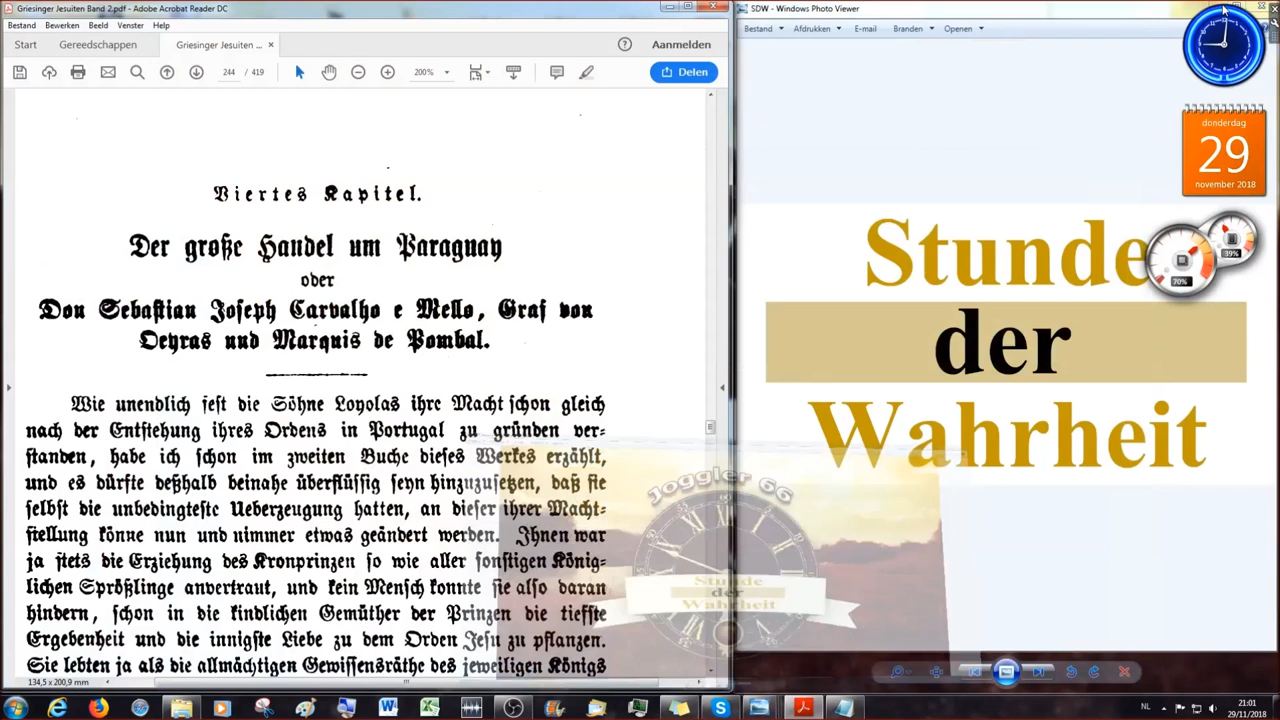 Griesinger Jesuiten Band 2.pdf - Adobe Acrobat Reader DC
Bestand Bewerken Beeld Venster Help
Start Gereedschappen Griesinger Jesuiten ... × Aanmelden
244 / 419 200% Delen
Viertes Kapitel.
Der große Handel um Paraguay
oder
Don Sebastian Joseph Carvalho e Mello, Graf von
Oeyras und Marquis de Pombal.
Wie unendlich fest die Söhne Loyolas ihre Macht schon gleich
nach der Entstehung ihres Ordens in Portugal zu gründen ver-
standen, habe ich schon im zweiten Buche dieses Werkes erzählt,
und es dürfte deßhalb beinahe überflüssig seyn hinzuzusetzen, daß sie
selbst die unbedingteste Ueberzeugung hatten, an dieser ihrer Macht-
stellung könne nun und nimmer etwas geändert werden. Ihnen war
ja stets die Erziehung des Kronprinzen so wie aller sonstigen König-
lichen Sprößlinge anvertraut, und kein Mensch konnte sie also daran
hindern, schon in die kindlichen Gemüther der Prinzen die tiefste
Ergebenheit und die innigste Liebe zu dem Orden Jesu zu pflanzen.
Sie lebten ja als die allmächtigen Gewissensräthe des jeweiligen Königs
134,5 x 200,9 mm
SDW - Windows Photo Viewer
Bestand Afdrukken E-mail Branden Openen
donderdag
29
november 2018
39%
70%
Stunde
der
Wahrheit
Joggler 66
Stunde
der
Wahrheit
NL 21:01
29/11/2018